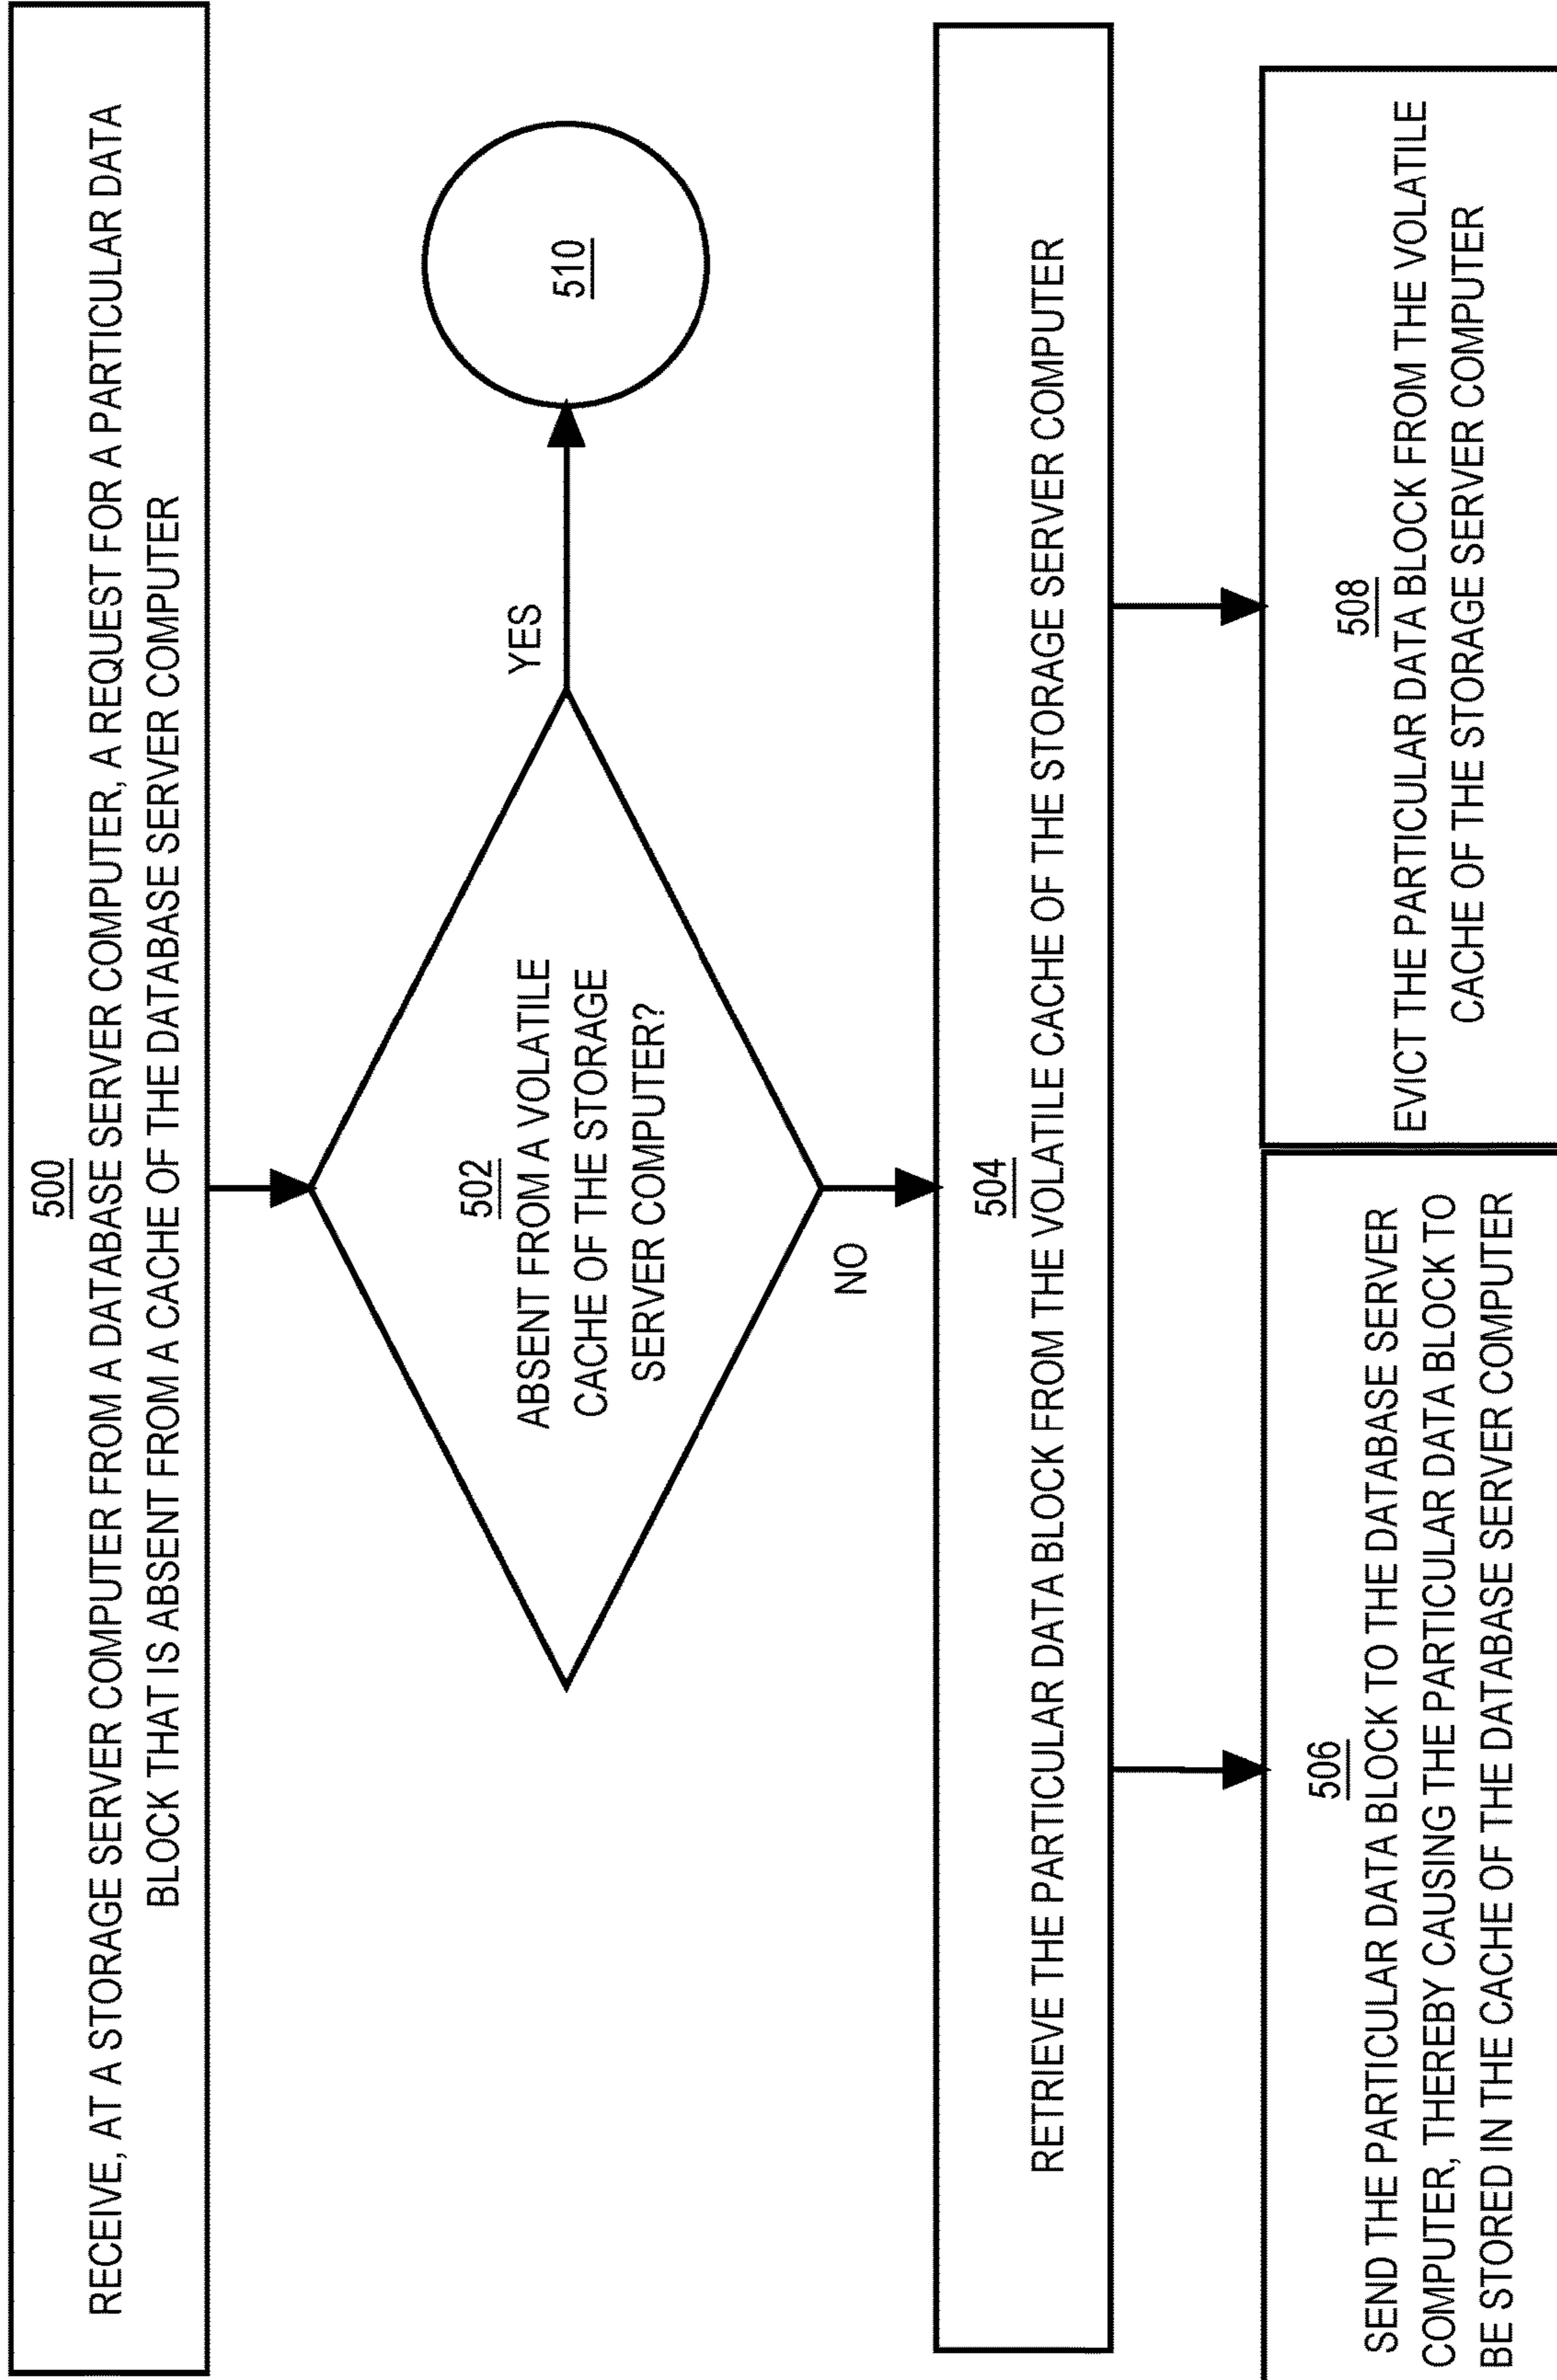 500
RECEIVE, AT A STORAGE SERVER COMPUTER FROM A DATABASE SERVER COMPUTER, A REQUEST FOR A PARTICULAR DATA
BLOCK THAT IS ABSENT FROM A CACHE OF THE DATABASE SERVER COMPUTER
502
ABSENT FROM A VOLATILE
CACHE OF THE STORAGE
SERVER COMPUTER?
YES
510
NO
504
RETRIEVE THE PARTICULAR DATA BLOCK FROM THE VOLATILE CACHE OF THE STORAGE SERVER COMPUTER
506
SEND THE PARTICULAR DATA BLOCK TO THE DATABASE SERVER
COMPUTER, THEREBY CAUSING THE PARTICULAR DATA BLOCK TO
BE STORED IN THE CACHE OF THE DATABASE SERVER COMPUTER
508
EVICT THE PARTICULAR DATA BLOCK FROM THE VOLATILE
CACHE OF THE STORAGE SERVER COMPUTER